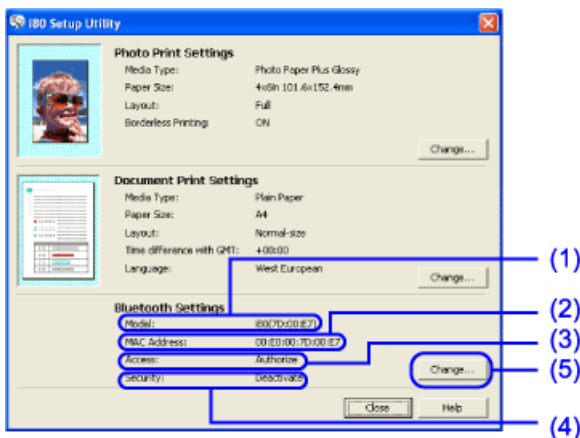 i80 Setup Utility
Photo Print Settings
Media Type: Photo Paper Plus Glossy
Paper Size: 4x6in 101.6x152.4mm
Layout: Full
Borderless Printing: ON
Change...
Document Print Settings
Media Type: Plain Paper
Paper Size: A4
Layout: Normal-size
Time difference with GMT: +00:00
Language: West European
Change...
(1)
Bluetooth Settings
(2)
Model: i80(7D:00:E7)
MAC Address: 00:E0:00:7D:00:E7
(3)
Access: Authorize
Change...
(5)
Security: Deactivate
Close Help
(4)